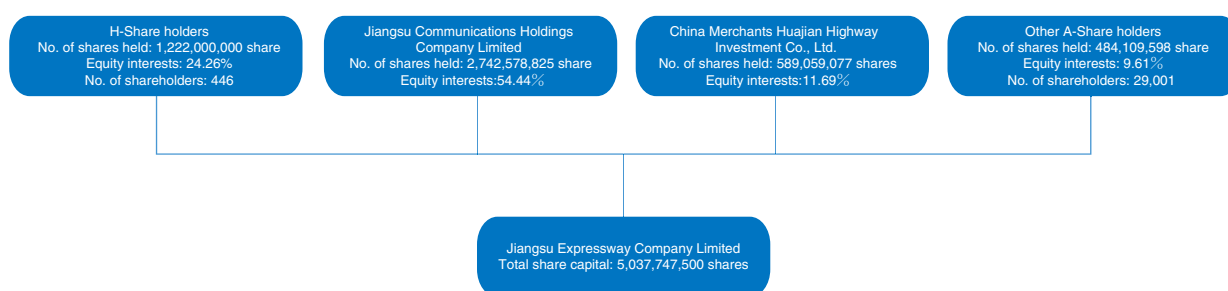 H-Share holders
No. of shares held: 1,222,000,000 share
Equity interests: 24.26%
No. of shareholders: 446
Jiangsu Communications Holdings
Company Limited
No. of shares held: 2,742,578,825 share
Equity interests:54.44%
China Merchants Huajian Highway
Investment Co., Ltd.
No. of shares held: 589,059,077 shares
Equity interests:11.69%
Other A-Share holders
No. of shares held: 484,109,598 share
Equity interests: 9.61%
No. of shareholders: 29,001
Jiangsu Expressway Company Limited
Total share capital: 5,037,747,500 shares